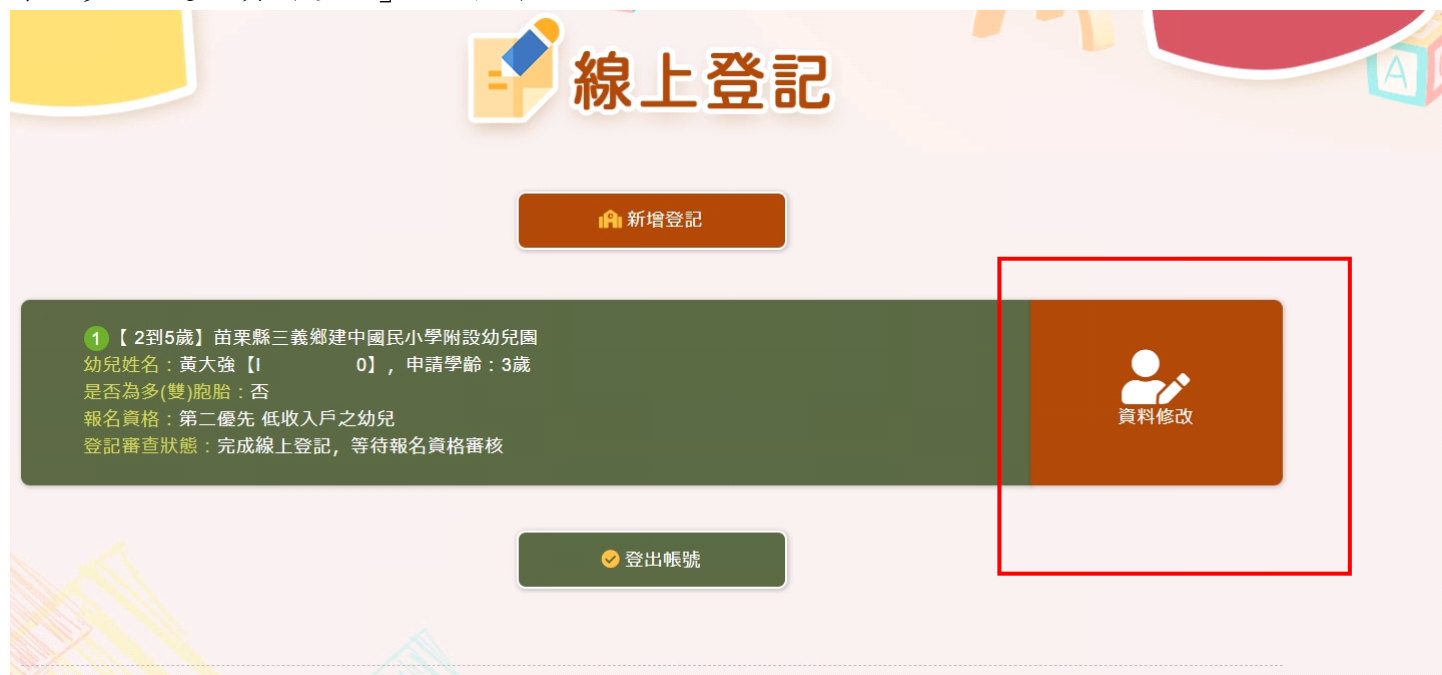 線上登記
新增登記
1【 2到5歲】苗栗縣三義鄉建中國民小學附設幼兒園
幼兒姓名：黃大強【I 0】, 申請學齡：3歲
是否為多(雙)胞胎：否
報名資格：第二優先 低收入戶之幼兒
登記審查狀態：完成線上登記, 等待報名資格審核
資料修改
登出帳號
A